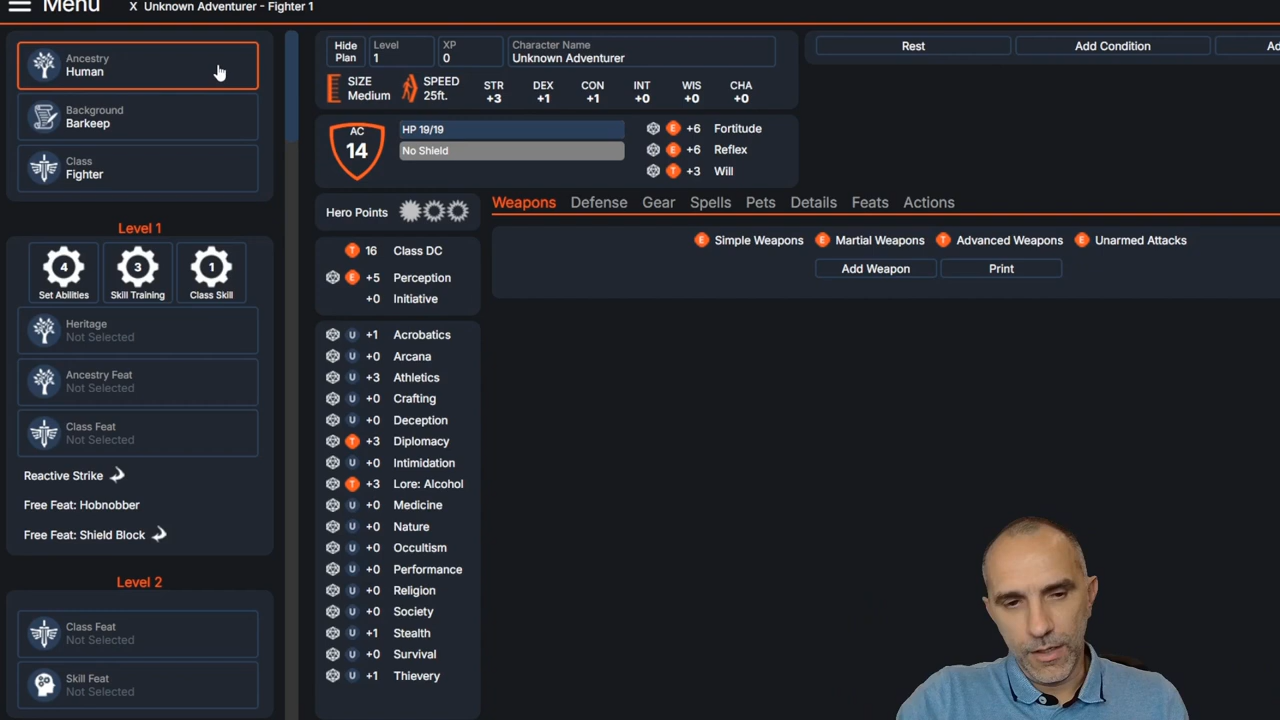 Menu
X Unknown Adventurer - Fighter 1
Ancestry
Human
Background
Barkeep
Class
Fighter
Level 1
4
Set Abilities
3
Skill Training
1
Class Skill
Heritage
Not Selected
Ancestry Feat
Not Selected
Class Feat
Not Selected
Reactive Strike
Free Feat: Hobnobber
Free Feat: Shield Block
Level 2
Class Feat
Not Selected
Skill Feat
Not Selected
Hide Plan
Level
1
XP
0
Character Name
Unknown Adventurer
SIZE
Medium
SPEED
25ft.
STR
+3
DEX
+1
CON
+1
INT
+0
WIS
+0
CHA
+0
AC
14
HP 19/19
No Shield
E +6 Fortitude
E +6 Reflex
T +3 Will
Rest
Add Condition
Hero Points
T 16 Class DC
E +5 Perception
+0 Initiative
U +1 Acrobatics
U +0 Arcana
U +3 Athletics
U +0 Crafting
U +0 Deception
T +3 Diplomacy
U +0 Intimidation
T +3 Lore: Alcohol
U +0 Medicine
U +0 Nature
U +0 Occultism
U +0 Performance
U +0 Religion
U +0 Society
U +1 Stealth
U +0 Survival
U +1 Thievery
Weapons Defense Gear Spells Pets Details Feats Actions
E Simple Weapons E Martial Weapons T Advanced Weapons E Unarmed Attacks
Add Weapon
Print